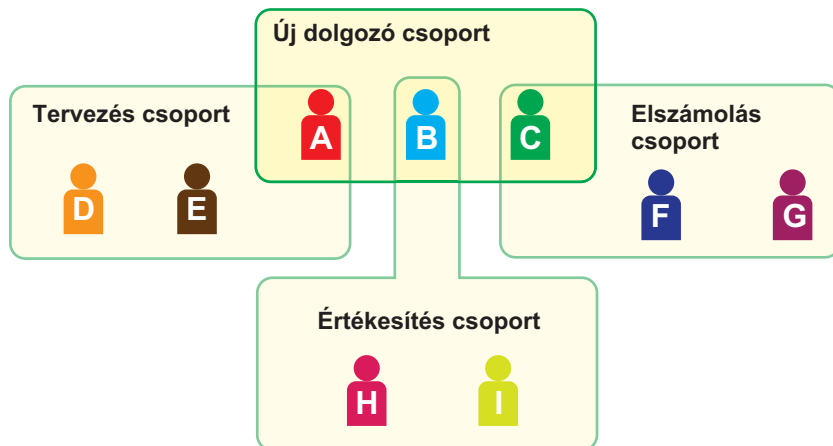 Új dolgozó csoport
Tervezés csoport
A
B
C
Elszámolás
csoport
D
E
F
G
Értékesítés csoport
H
I